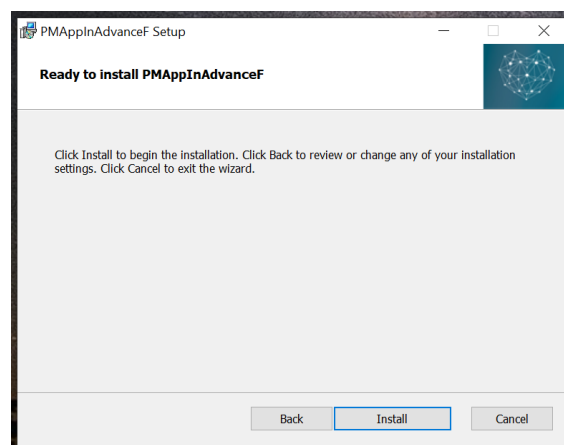 PMAppInAdvanceF Setup
Ready to install PMAppInAdvanceF
Click Install to begin the installation. Click Back to review or change any of your installation
settings. Click Cancel to exit the wizard.
Back Install Cancel